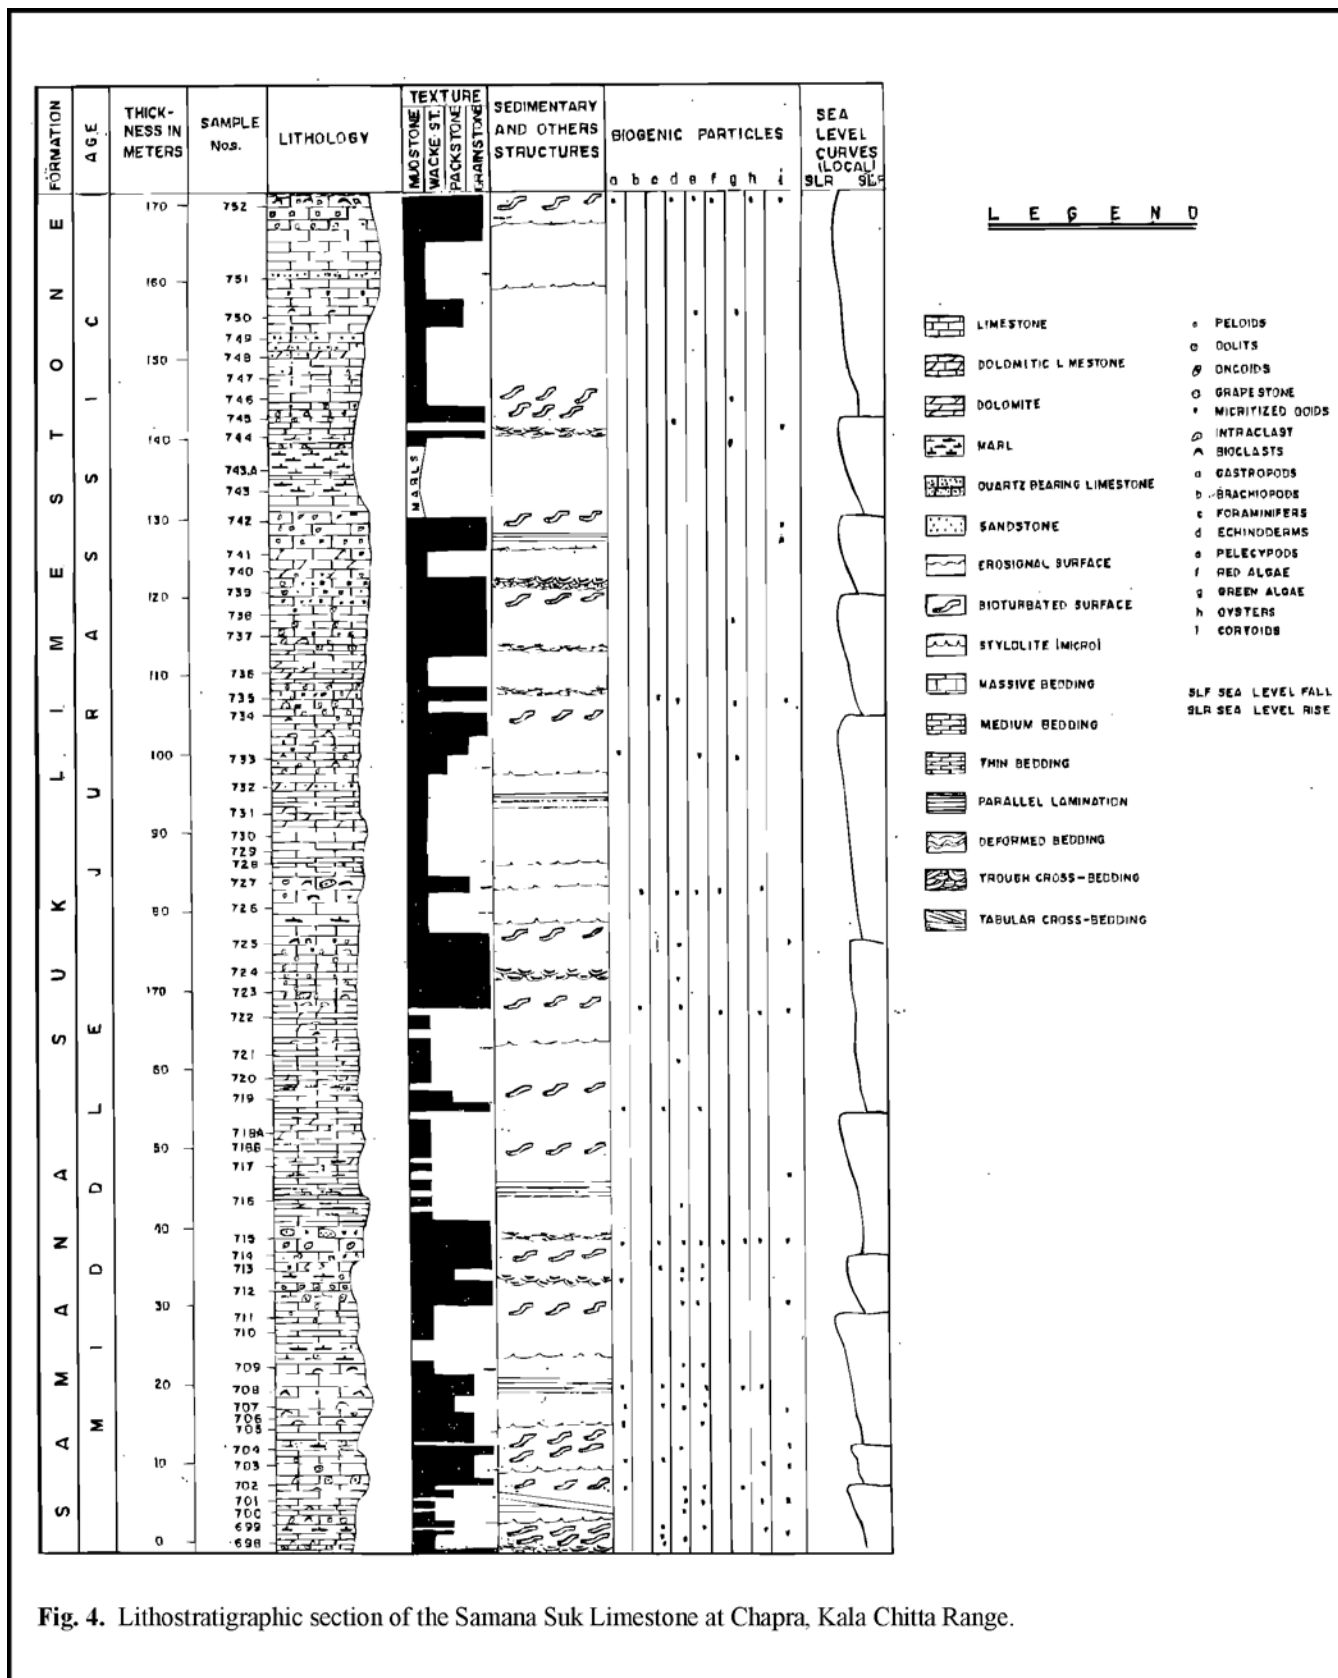 FORMATION
AGE
THICK-
NESS IN
METERS
SAMPLE
Nos.
LITHOLOGY
TEXTURE
MUDSTONE
WACKE ST.
PACKSTONE
GRAINSTONE
SEDIMENTARY
AND OTHERS
STRUCTURES
BIOGENIC PARTICLES
a b c d e f g h i
SEA
LEVEL
CURVES
(LOCAL)
SLR SLF
SAMANA SUK LIMESTONE
MIDDLE JURASSIC
170
160
150
140
130
120
110
100
90
80
170
60
50
40
30
20
10
0
752
751
750
749
748
747
746
745
744
743.A
743
742
741
740
739
738
737
736
735
734
733
732
731
730
729
728
727
726
725
724
723
722
721
720
719
718A
718B
717
716
715
714
713
712
711
710
709
708
707
706
705
704
703
702
701
70C
699
698
MARLS
LEGEND
LIMESTONE
DOLOMITIC L MESTONE
DOLOMITE
MARL
QUARTZ BEARING LIMESTONE
SANDSTONE
EROSIONAL SURFACE
BIOTURBATED SURFACE
STYLOLITE (MICRO)
MASSIVE BEDDING
MEDIUM BEDDING
THIN BEDDING
PARALLEL LAMINATION
DEFORMED BEDDING
TROUGH CROSS-BEDDING
TABULAR CROSS-BEDDING
PELOIDS
OOLITS
ONCOIDS
GRAPESTONE
MICRITIZED OOIDS
INTRACLAST
BIOCLASTS
a GASTROPODS
b BRACHIOPODS
c FORAMINIFERS
d ECHINODERMS
e PELECYPODS
f RED ALGAE
g GREEN ALGAE
h OYSTERS
i CORTOIDS
SLF SEA LEVEL FALL
SLR SEA LEVEL RISE
Fig. 4. Lithostratigraphic section of the Samana Suk Limestone at Chapra, Kala Chitta Range.